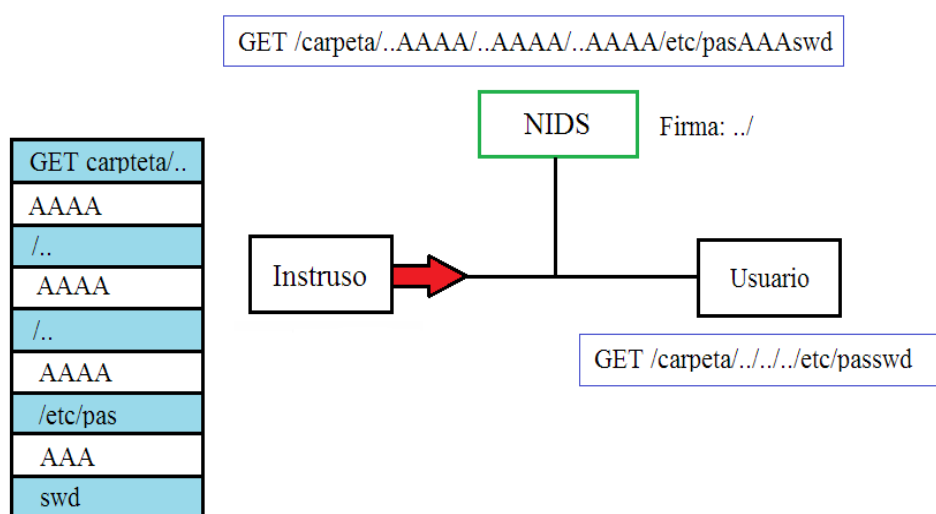 GET /carpeta/..AAAA/..AAAA/..AAAA/etc/pasAAAswd
NIDS
Firma: ../
GET carpteta/..
AAAA
/..
AAAA
/..
AAAA
/etc/pas
AAA
swd
Instruso
Usuario
GET /carpeta/../../../etc/passwd